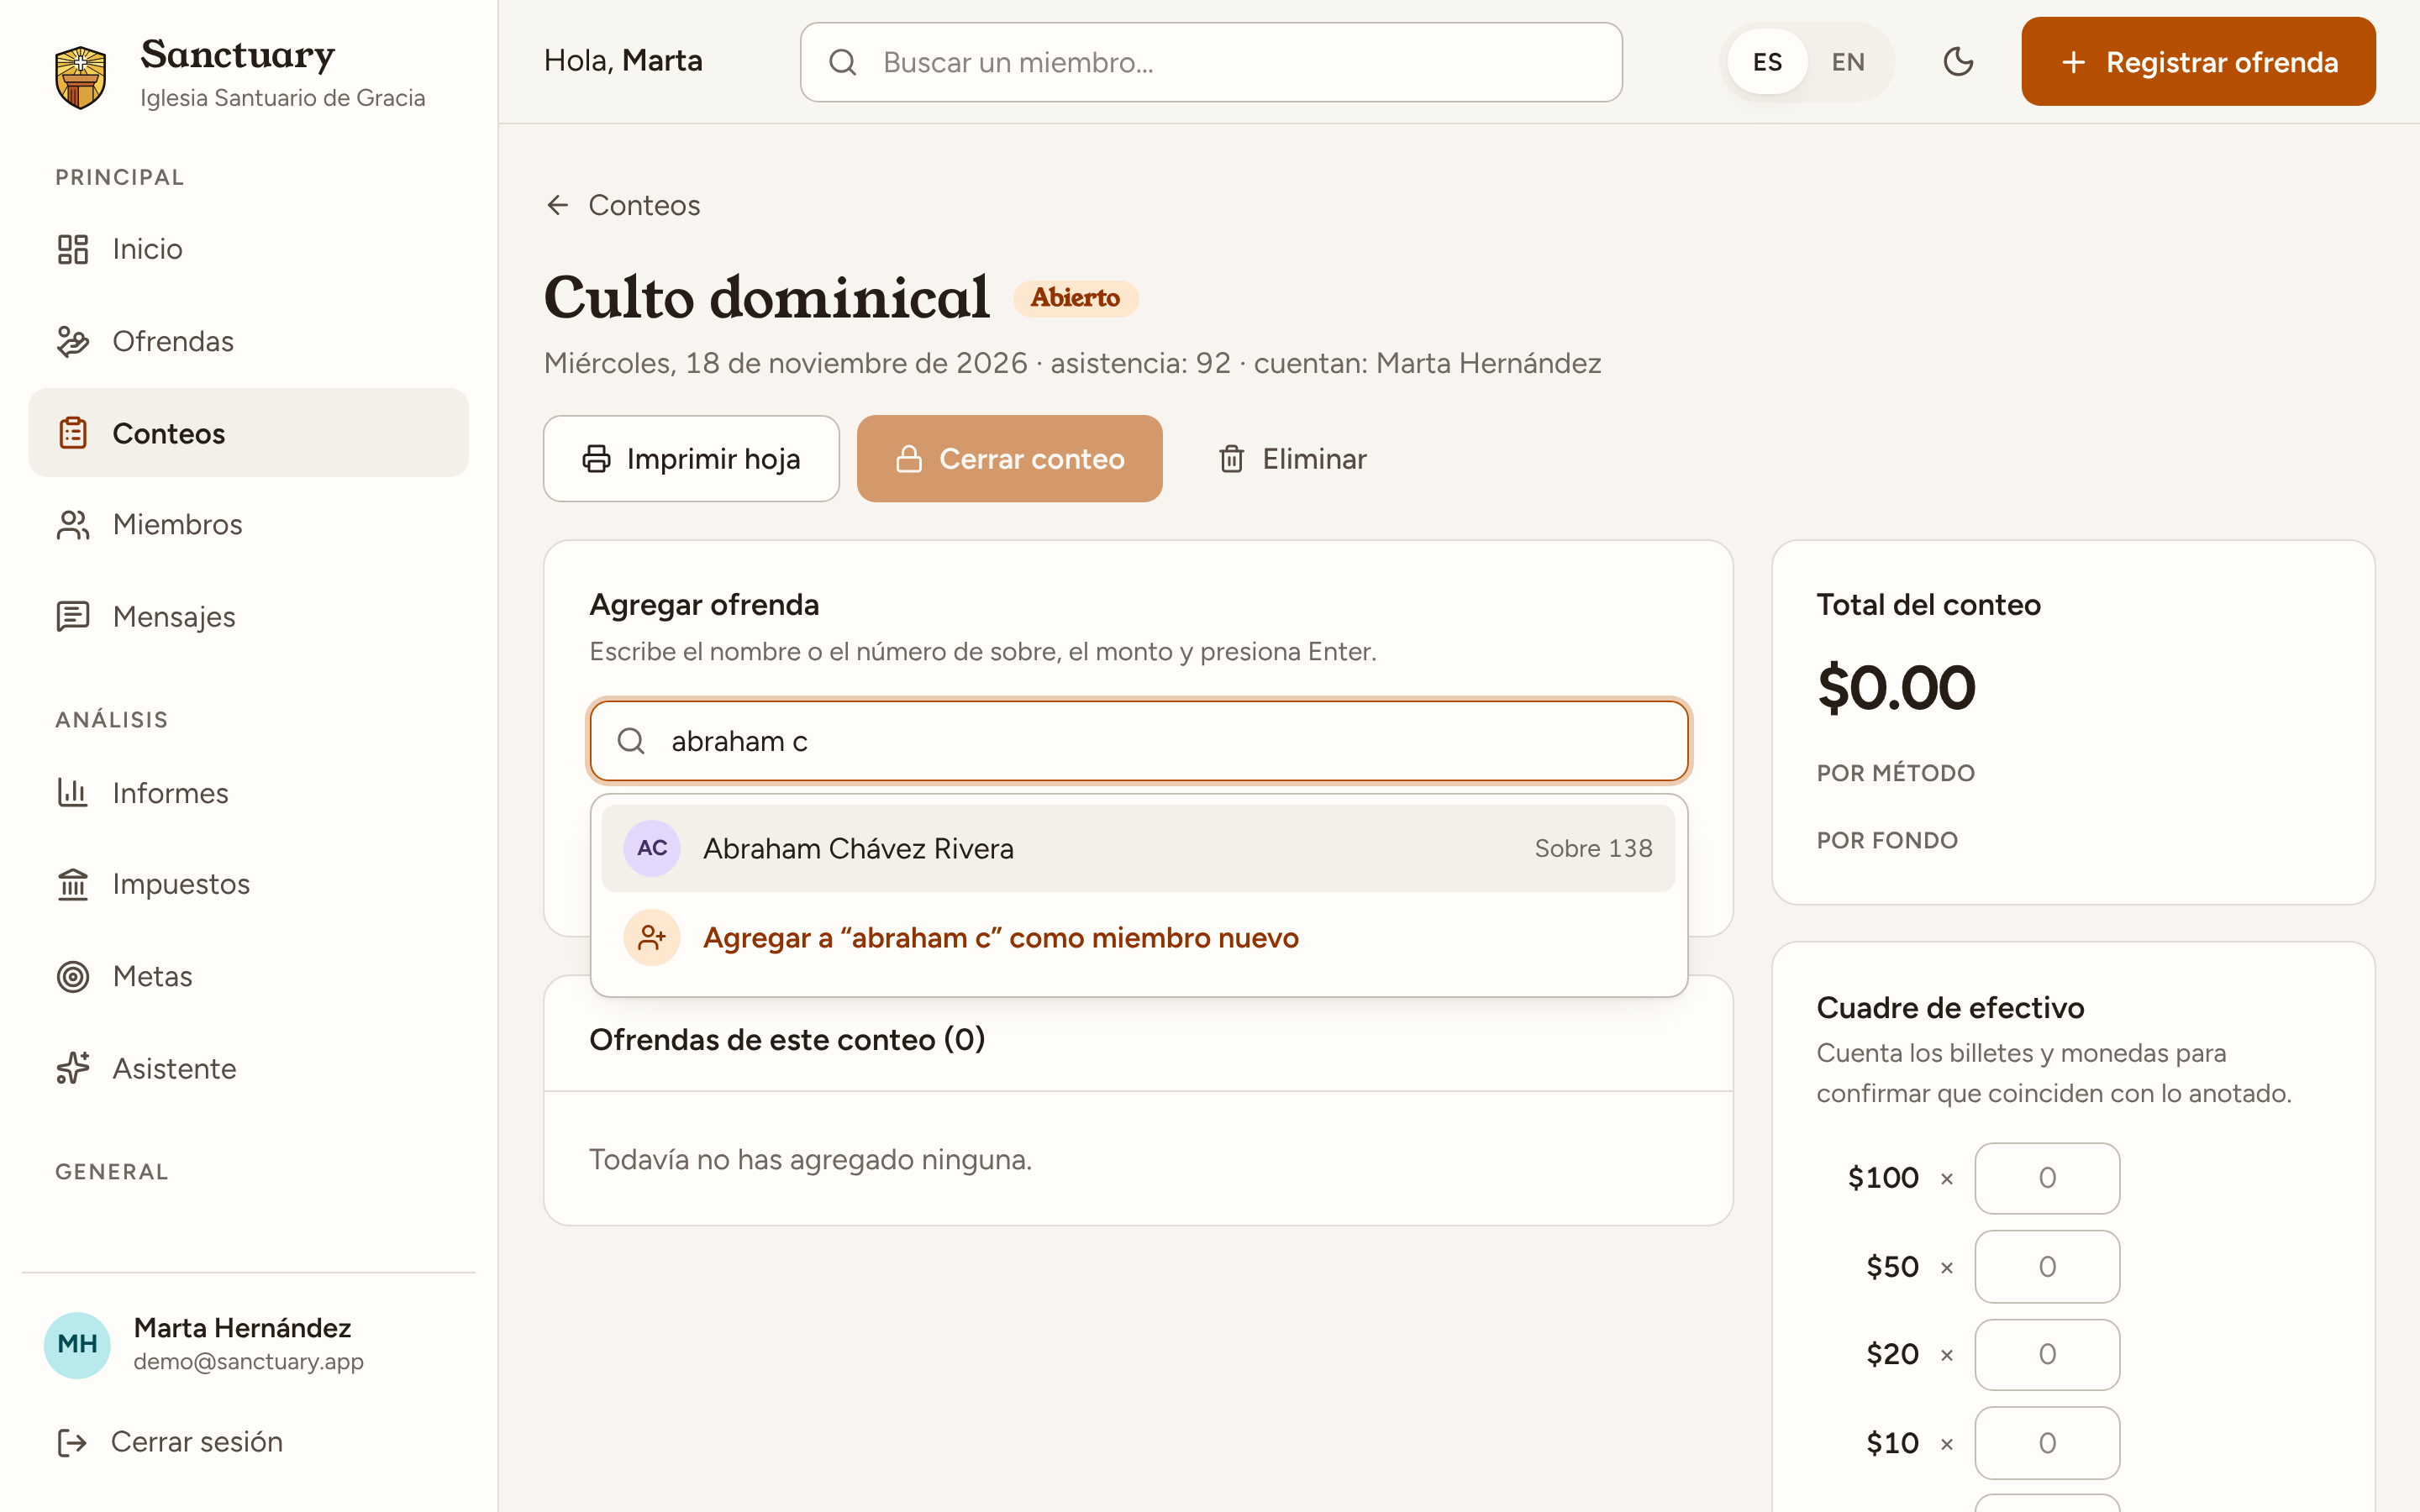 Sanctuary
Iglesia Santuario de Gracia
PRINCIPAL
Inicio
Ofrendas
Conteos
Miembros
Mensajes
ANÁLISIS
Informes
Impuestos
Metas
Asistente
GENERAL
MH
Marta Hernández
demo@sanctuary.app
Cerrar sesión
Hola, Marta
Buscar un miembro...
ES EN
+ Registrar ofrenda
← Conteos
Culto dominical Abierto
Miércoles, 18 de noviembre de 2026 · asistencia: 92 · cuentan: Marta Hernández
Imprimir hoja
Cerrar conteo
Eliminar
Agregar ofrenda
Escribe el nombre o el número de sobre, el monto y presiona Enter.
abraham c
AC Abraham Chávez Rivera Sobre 138
Agregar a “abraham c” como miembro nuevo
Ofrendas de este conteo (0)
Todavía no has agregado ninguna.
Total del conteo
$0.00
POR MÉTODO
POR FONDO
Cuadre de efectivo
Cuenta los billetes y monedas para
confirmar que coinciden con lo anotado.
$100 × 0
$50 × 0
$20 × 0
$10 × 0